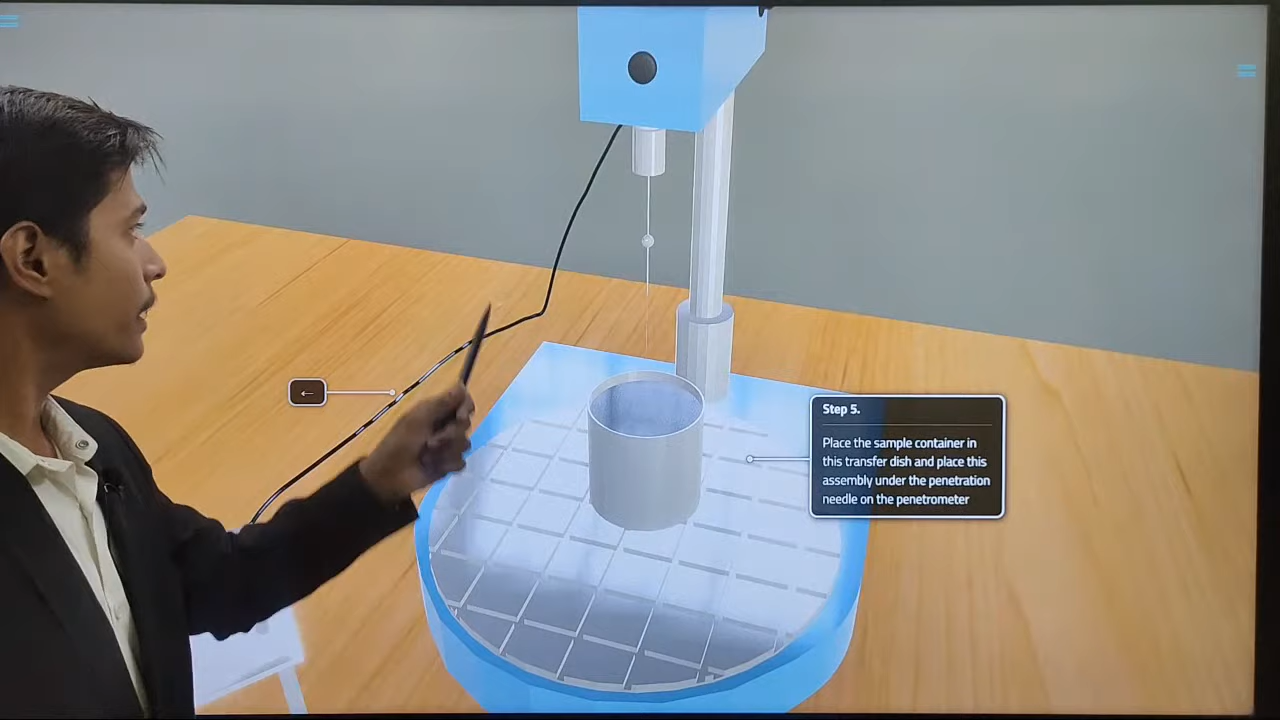 ←
Step 5.
Place the sample container in
this transfer dish and place this
assembly under the penetration
needle on the penetrometer